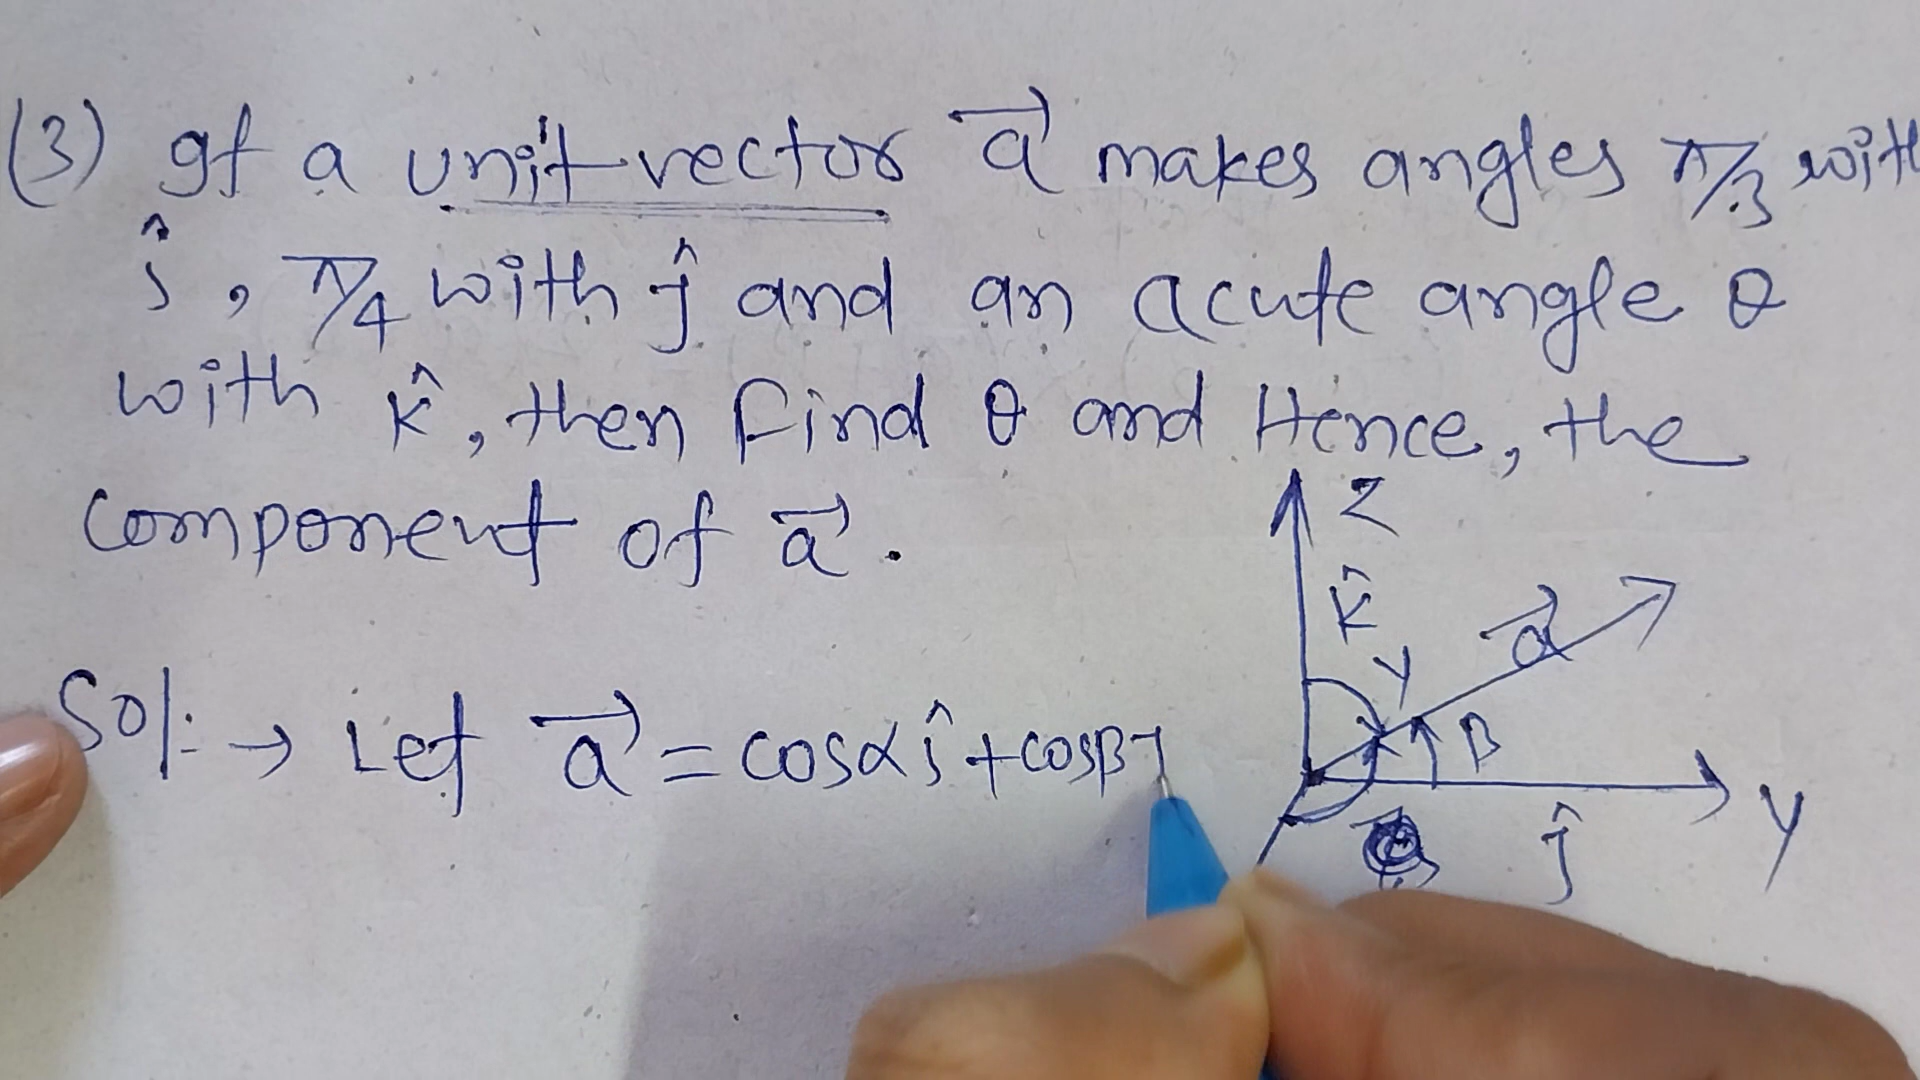 (3) If a unit vector a⃗ makes angles π/3 with
î, π/4 with ĵ and an acute angle θ
with k̂, then find θ and Hence, the
component of a⃗.
Z
k̂
a⃗
γ
Sol: → Let a⃗ = cosα î + cosβ
β
Y
ĵ